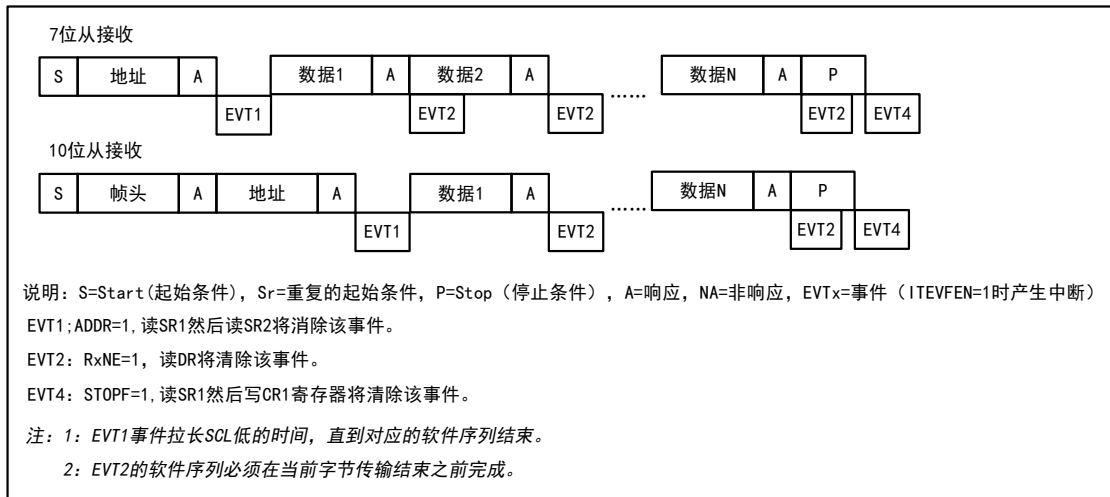 7位从接收
S 地址 A 数据1 A 数据2 A 数据N A P
EVT1 EVT2 EVT2 …… EVT2 EVT4
10位从接收
S 帧头 A 地址 A 数据1 A 数据N A P
EVT1 EVT2 …… EVT2 EVT4
说明：S=Start(起始条件)，Sr=重复的起始条件，P=Stop（停止条件），A=响应，NA=非响应，EVTx=事件（ITEVFEN=1时产生中断）
EVT1;ADDR=1,读SR1然后读SR2将消除该事件。
EVT2：RxNE=1，读DR将清除该事件。
EVT4：STOPF=1,读SR1然后写CR1寄存器将清除该事件。
注：1：EVT1事件拉长SCL低的时间，直到对应的软件序列结束。
2：EVT2的软件序列必须在当前字节传输结束之前完成。